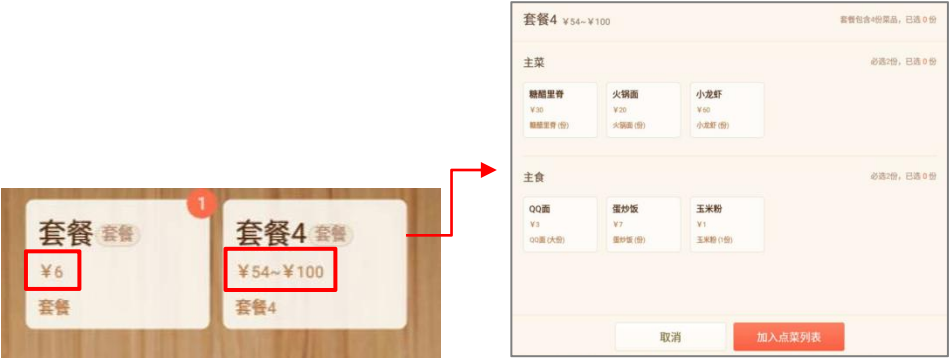 套餐 套餐
¥6
套餐
1
套餐4 套餐
¥54~¥100
套餐4
套餐4 ¥54~¥100
套餐包含4份菜品，已选 0 份
主菜
必选2份，已选 0 份
糖醋里脊
¥30
糖醋里脊 (份)
火锅面
¥20
火锅面 (份)
小龙虾
¥60
小龙虾 (份)
主食
必选2份，已选 0 份
QQ面
¥3
QQ面 (大份)
蛋炒饭
¥7
蛋炒饭 (份)
玉米粉
¥1
玉米粉 (1份)
取消
加入点菜列表